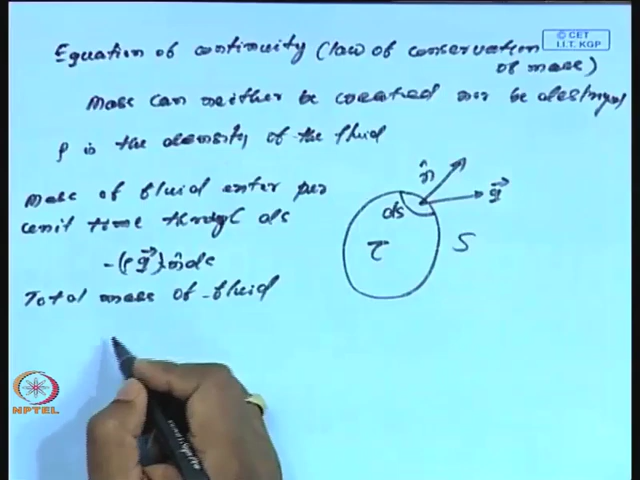 Equation of continuity (law of conservation
of mass)
© CET
I.I.T. KGP
Mass can neither be created nor be destroyed
ρ is the density of the fluid
Mass of fluid enter per
unit time through ds
-(ρq⃗).n̂ds
Total mass of fluid
n̂
q⃗
ds
τ
S
NPTEL